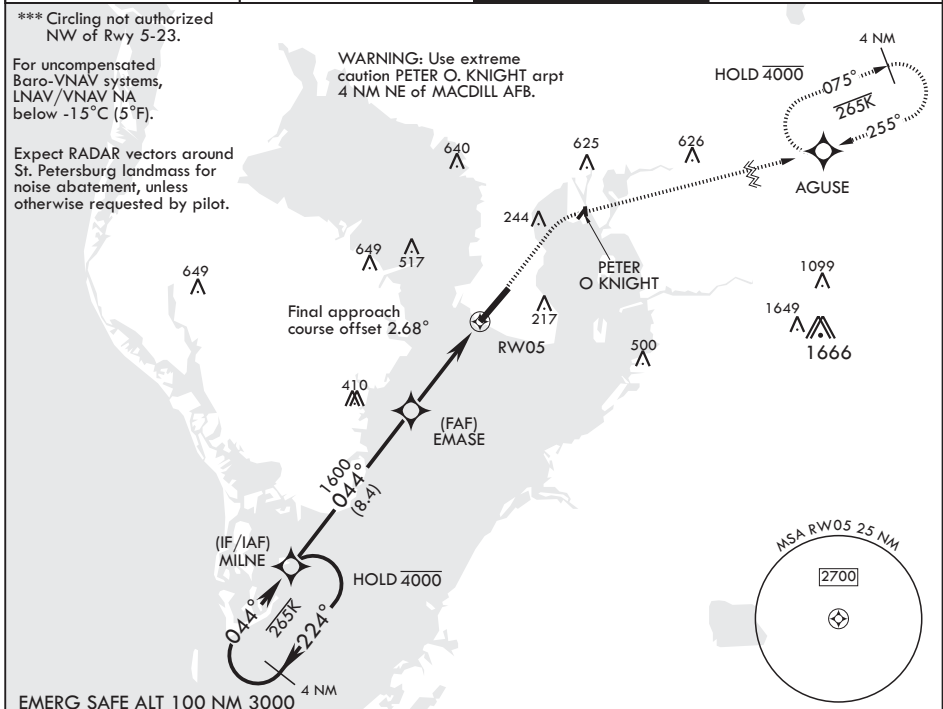 *** Circling not authorized
NW of Rwy 5-23.
For uncompensated
Baro-VNAV systems,
LNAV/VNAV NA
below -15°C (5°F).
Expect RADAR vectors around
St. Petersburg landmass for
noise abatement, unless
otherwise requested by pilot.
WARNING: Use extreme
caution PETER O. KNIGHT arpt
4 NM NE of MACDILL AFB.
4 NM
HOLD 4000
075°
265K
255°
AGUSE
640
625
626
244
649
517
649
PETER
O KNIGHT
1099
1649
1666
Final approach
course offset 2.68°
217
RW05
500
410
(FAF)
EMASE
1600
044°
(8.4)
(IF/IAF)
MILNE
HOLD 4000
044°
265K
224°
4 NM
MSA RW05 25 NM
2700
EMERG SAFE ALT 100 NM 3000